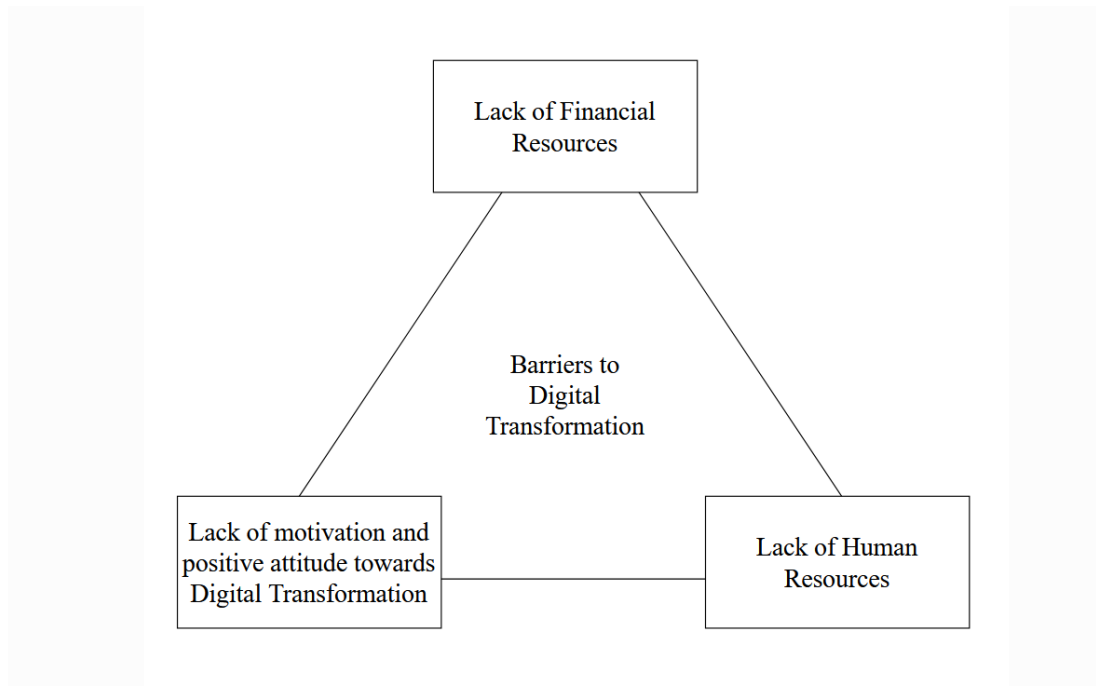 Lack of Financial
Resources
Barriers to
Digital
Transformation
Lack of motivation and
positive attitude towards
Digital Transformation
Lack of Human
Resources